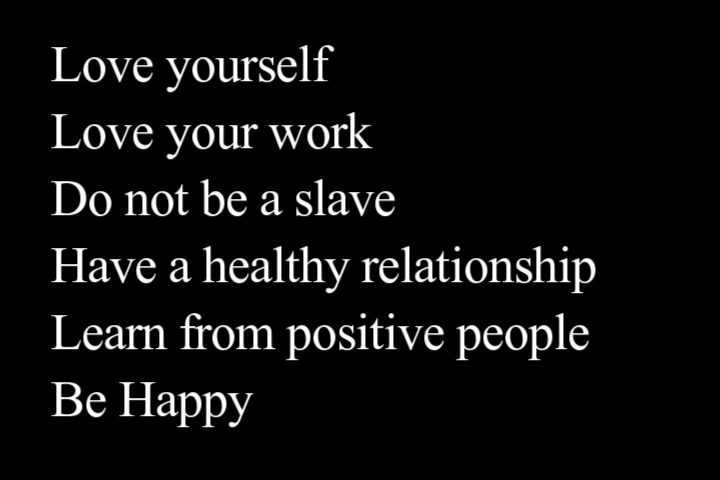 Love yourself
Love your work
Do not be a slave
Have a healthy relationship
Learn from positive people
Be Happy